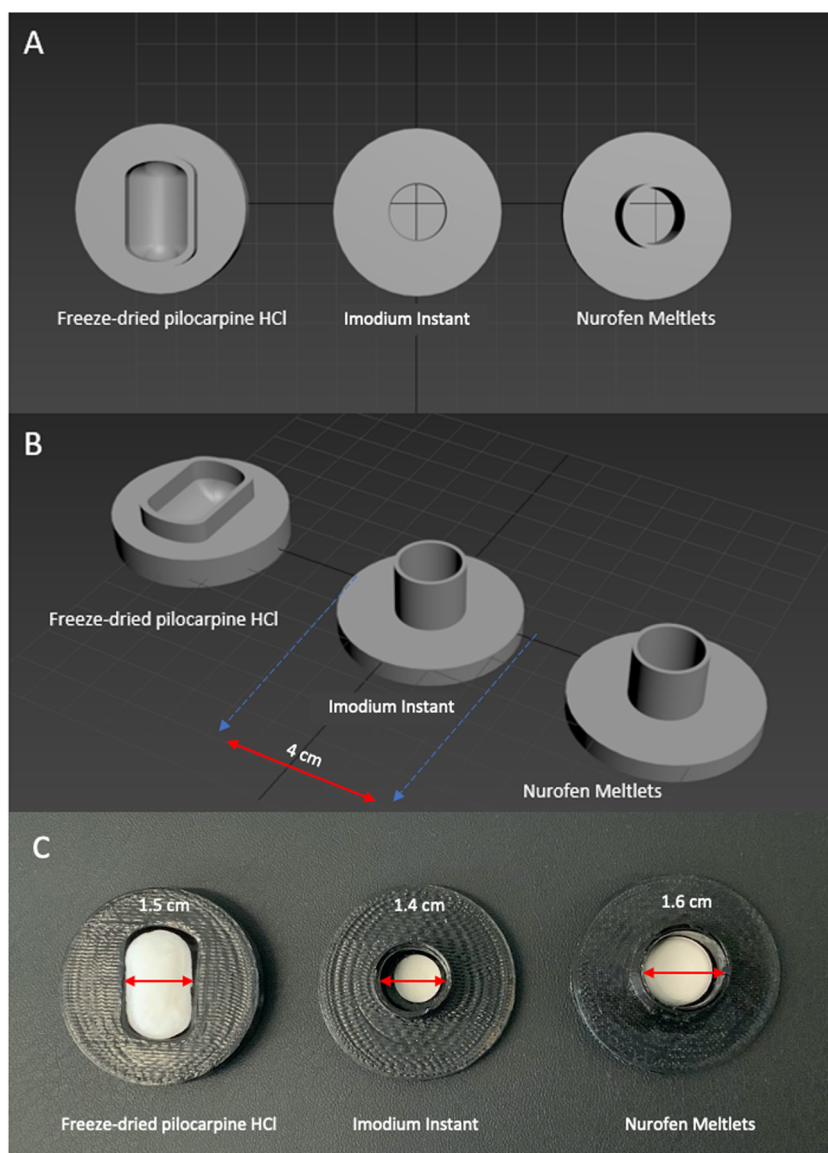 A
Freeze-dried pilocarpine HCl
Imodium Instant
Nurofen Meltlets
B
Freeze-dried pilocarpine HCl
Imodium Instant
4 cm
Nurofen Meltlets
C
1.5 cm
1.4 cm
1.6 cm
Freeze-dried pilocarpine HCl
Imodium Instant
Nurofen Meltlets